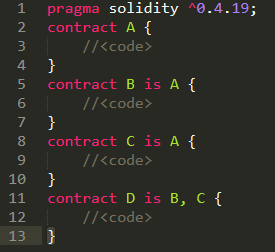 1 pragma solidity ^0.4.19;
2 contract A {
3     //<code>
4 }
5 contract B is A {
6     //<code>
7 }
8 contract C is A {
9     //<code>
10 }
11 contract D is B, C {
12     //<code>
13 }